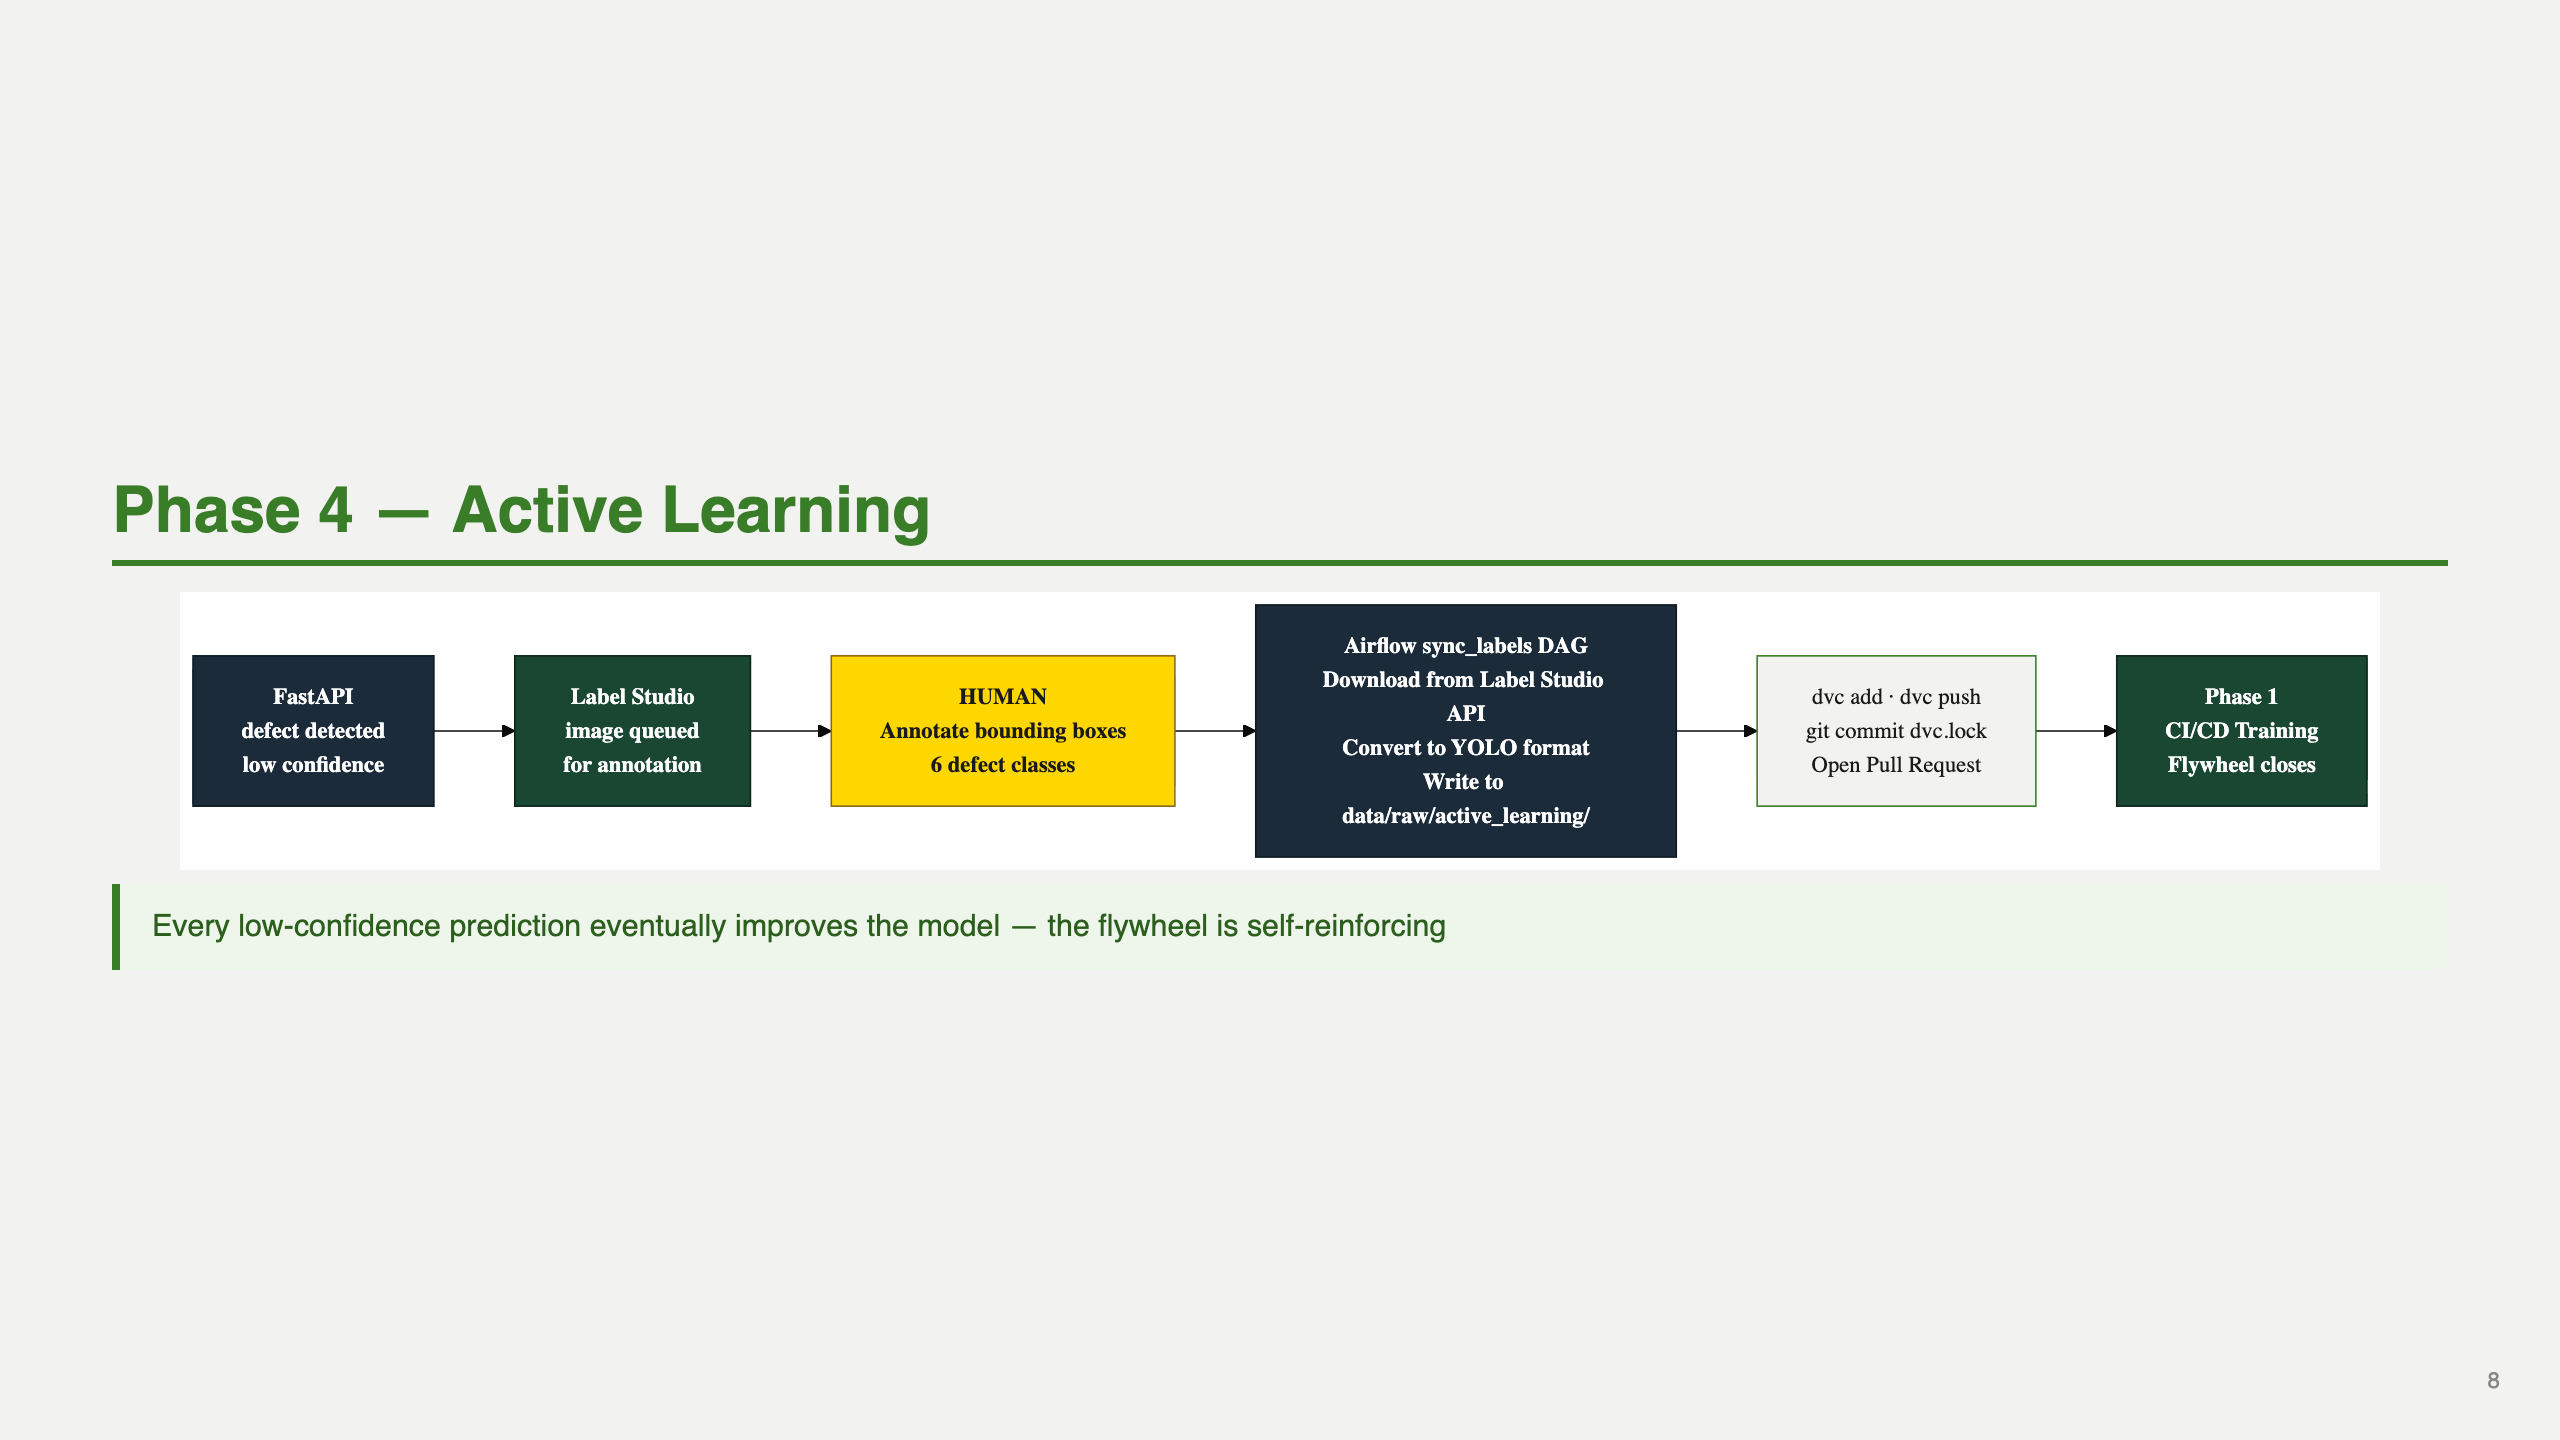 Phase 4 — Active Learning
FastAPI
defect detected
low confidence
Label Studio
image queued
for annotation
HUMAN
Annotate bounding boxes
6 defect classes
Airflow sync_labels DAG
Download from Label Studio
API
Convert to YOLO format
Write to
data/raw/active_learning/
dvc add · dvc push
git commit dvc.lock
Open Pull Request
Phase 1
CI/CD Training
Flywheel closes
Every low-confidence prediction eventually improves the model — the flywheel is self-reinforcing
8